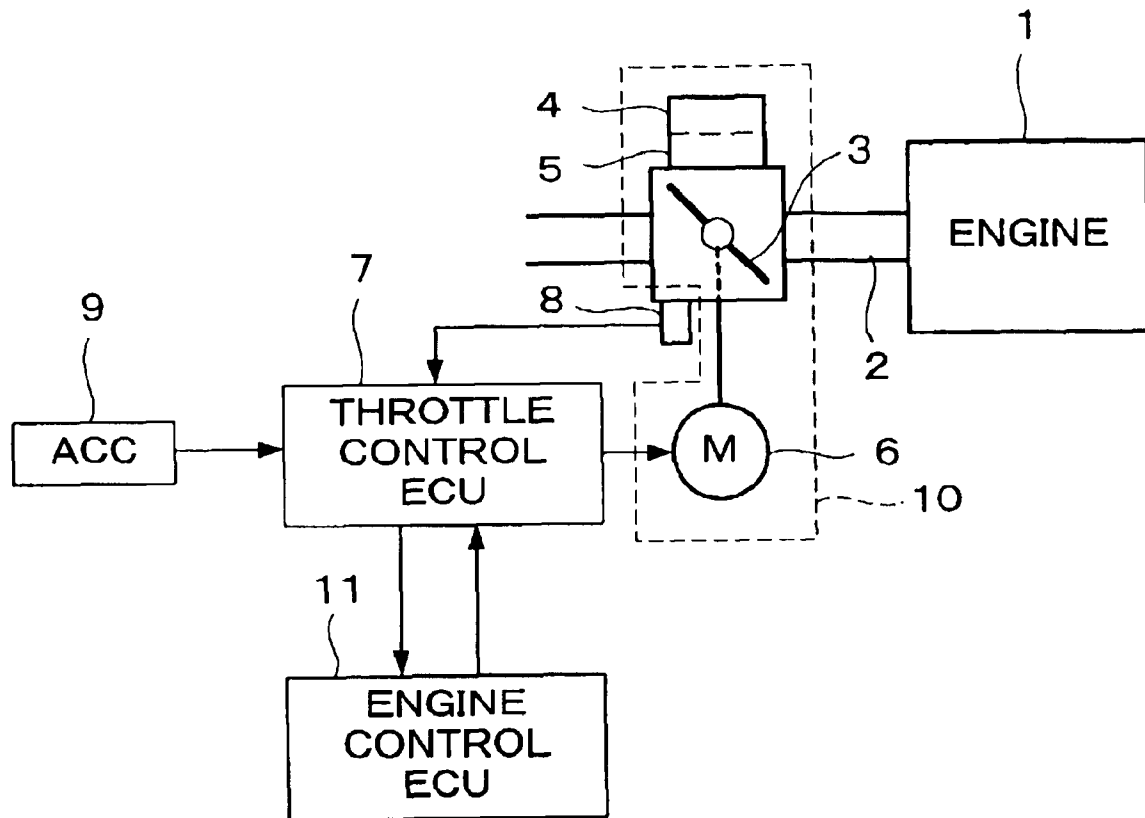 1
4
5
3
ENGINE
2
7
8
9
THROTTLE
CONTROL
ECU
ACC
M
6
10
11
ENGINE
CONTROL
ECU